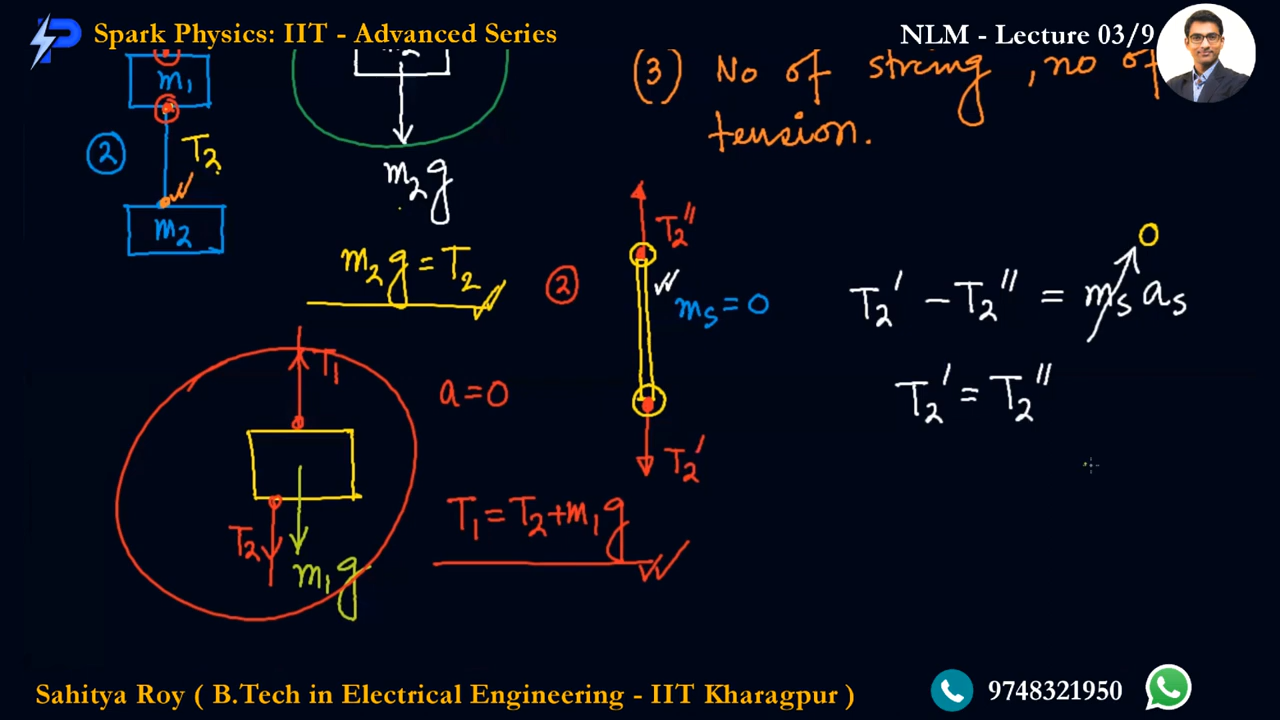 Spark Physics: IIT - Advanced Series
NLM - Lecture 03/9
m₁
② T₂
m₂
m₂g
(3) No of string, no of
tension.
m₂g = T₂
② T₂''
mₛ = 0
T₂'
T₂' - T₂'' = mₛaₛ 0
T₂' = T₂''
T₁
a = 0
T₂
m₁g
T₁ = T₂ + m₁g
Sahitya Roy ( B.Tech in Electrical Engineering - IIT Kharagpur )
9748321950